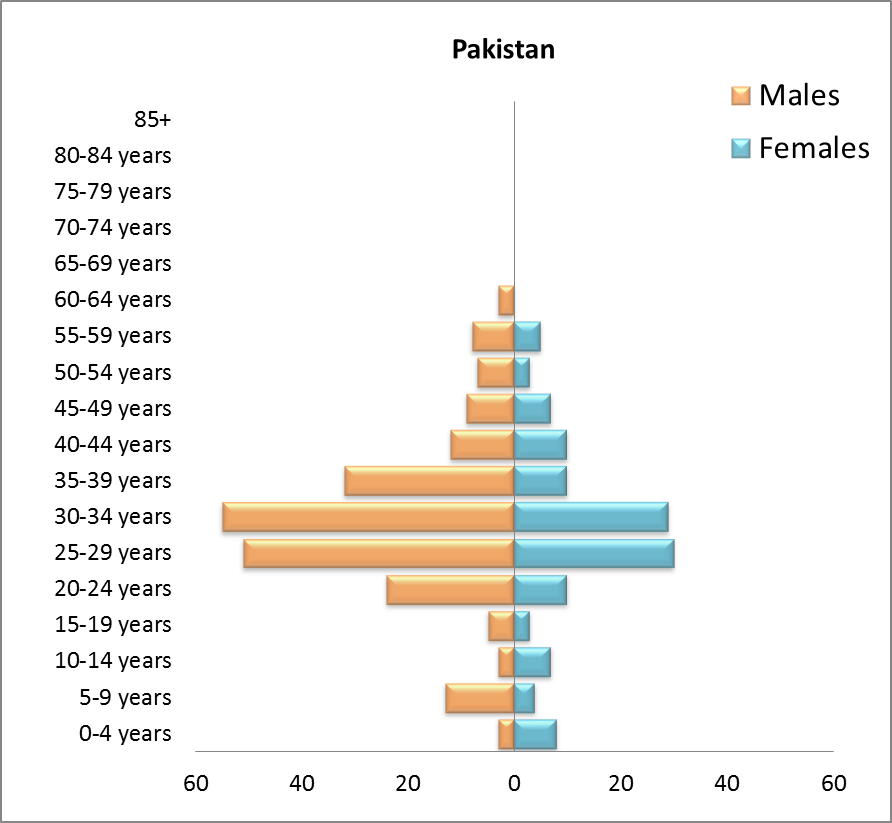 Pakistan
Males
Females
85+
80-84 years
75-79 years
70-74 years
65-69 years
60-64 years
55-59 years
50-54 years
45-49 years
40-44 years
35-39 years
30-34 years
25-29 years
20-24 years
15-19 years
10-14 years
5-9 years
0-4 years
60 40 20 0 20 40 60